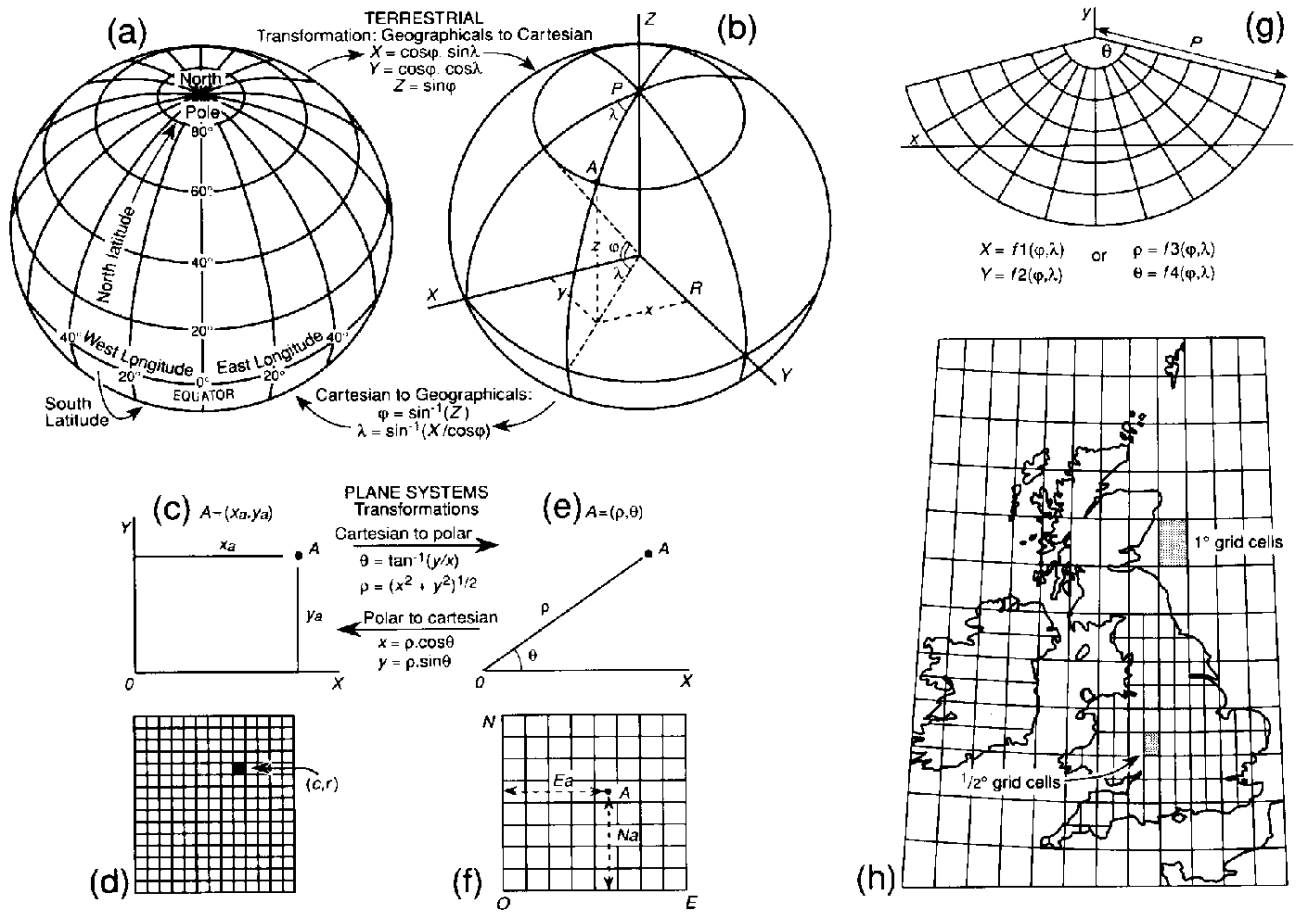 (a)
TERRESTRIAL
Transformation: Geographicals to Cartesian
X = cosφ. sinλ
Y = cosφ. cosλ
Z = sinφ
(b)
North
Pole
80°
60°
40°
20°
North latitude
40° West Longitude East Longitude 40°
20° 0° 20°
EQUATOR
South
Latitude
Cartesian to Geographicals:
φ = sin⁻¹(Z)
λ = sin⁻¹(X/cosφ)
Z
P
λ
A
z
φ
λ
X
y
x
R
Y
(g)
y
θ
P
x
X = f1(φ,λ) or ρ = f3(φ,λ)
Y = f2(φ,λ) θ = f4(φ,λ)
(c)
A=(xa.ya)
Y
xa
A
ya
0
X
PLANE SYSTEMS
Transformations
Cartesian to polar
θ = tan⁻¹(y/x)
ρ = (x² + y²)1/2
Polar to cartesian
x = ρ.cosθ
y = ρ.sinθ
(e)
A=(ρ,θ)
A
ρ
θ
0
X
(d)
(c,r)
(f)
N
Ea
A
Na
O
E
(h)
1° grid cells
1/2° grid cells